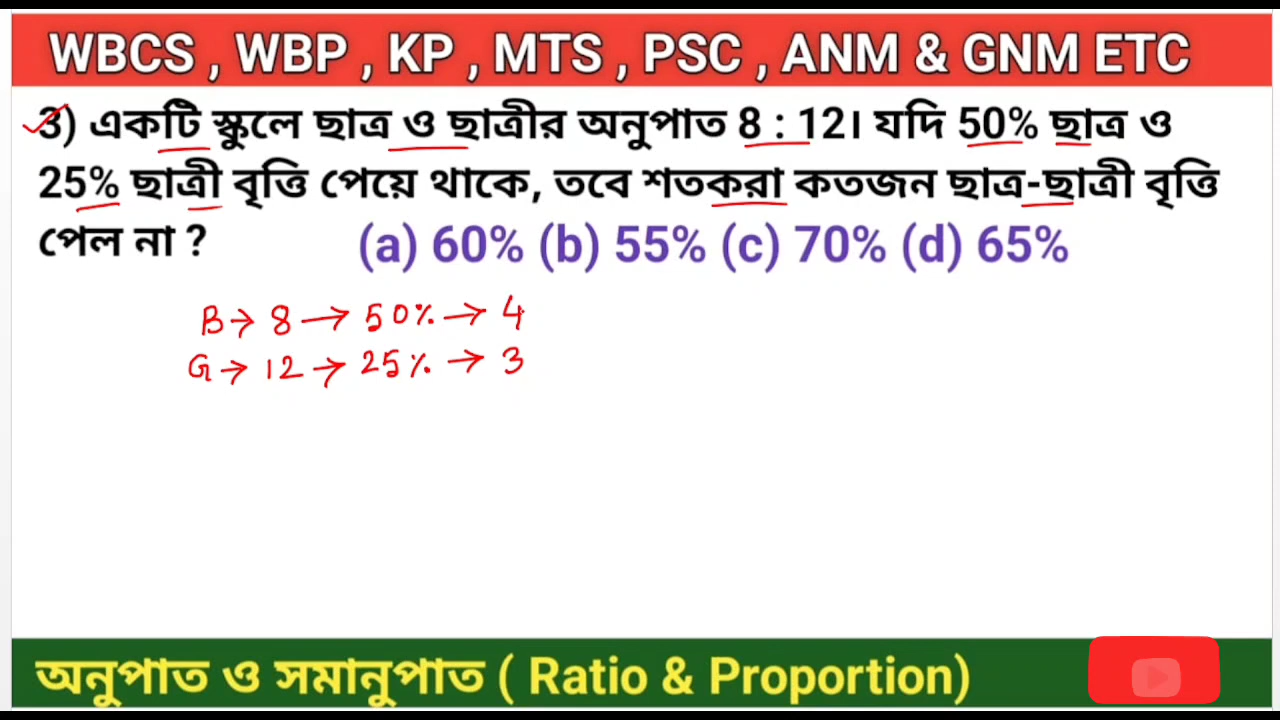 WBCS , WBP , KP , MTS , PSC , ANM & GNM ETC
3) একটি স্কুলে ছাত্র ও ছাত্রীর অনুপাত 8 : 12। যদি 50% ছাত্র ও
25% ছাত্রী বৃত্তি পেয়ে থাকে, তবে শতকরা কতজন ছাত্র-ছাত্রী বৃত্তি
পেল না ? (a) 60% (b) 55% (c) 70% (d) 65%
B → 8 → 50% → 4
G → 12 → 25% → 3
অনুপাত ও সমানুপাত ( Ratio & Proportion)